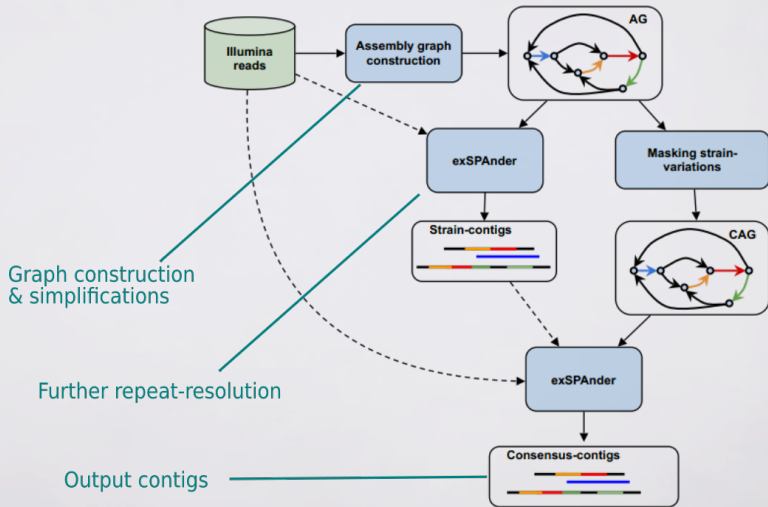 Illumina
reads
Assembly graph
construction
AG
exSPAnder
Masking strain-
variations
Strain-contigs
CAG
Graph construction
& simplifications
exSPAnder
Further repeat-resolution
Consensus-contigs
Output contigs